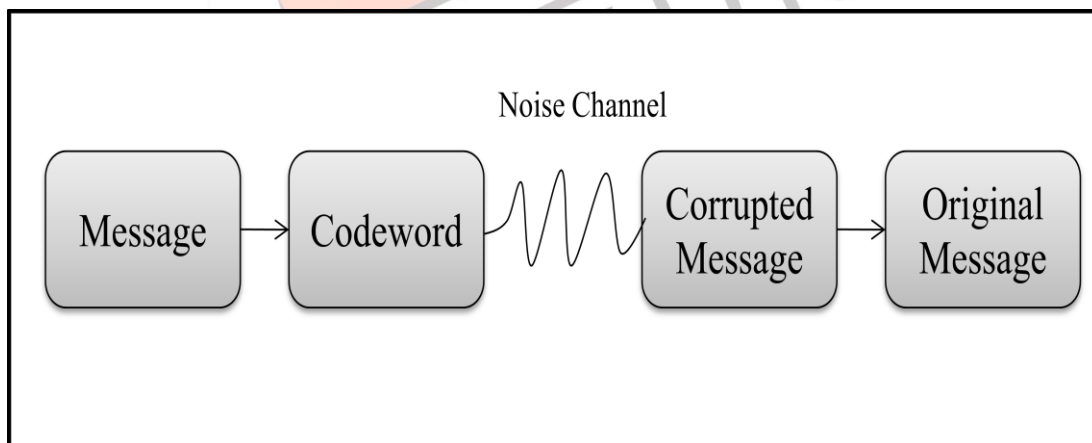 Noise Channel
Message
Codeword
Corrupted
Message
Original
Message